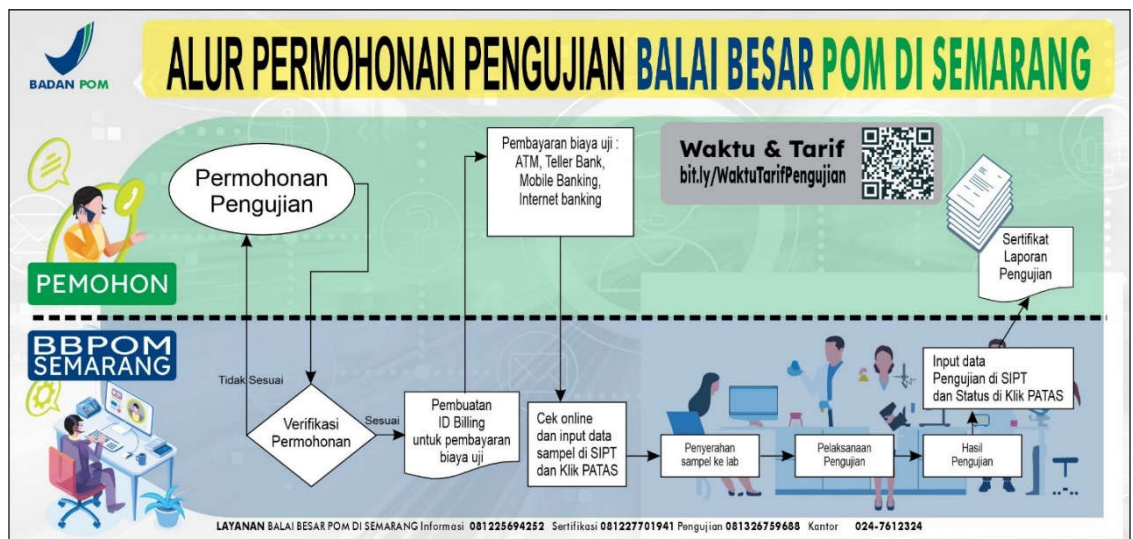 BADAN POM
ALUR PERMOHONAN PENGUJIAN BALAI BESAR POM DI SEMARANG
Permohonan
Pengujian
Pembayaran biaya uji :
ATM, Teller Bank,
Mobile Banking,
Internet banking
Waktu & Tarif
bit.ly/WaktuTarifPengujian
Sertifikat
Laporan
Pengujian
PEMOHON
BBPOM
SEMARANG
Tidak Sesuai
Verifikasi
Permohonan
Sesuai
Pembuatan
ID Billing
untuk pembayaran
biaya uji
Cek online
dan input data
sampel di SIPT
dan Klik PATAS
Penyerahan
sampel ke lab
Pelaksanaan
Pengujian
Hasil
Pengujian
Input data
Pengujian di SIPT
dan Status di Klik PATAS
LAYANAN BALAI BESAR POM DI SEMARANG Informasi 081225694252 Sertifikasi 081227701941 Pengujian 081326759688 Kantor 024-7612324